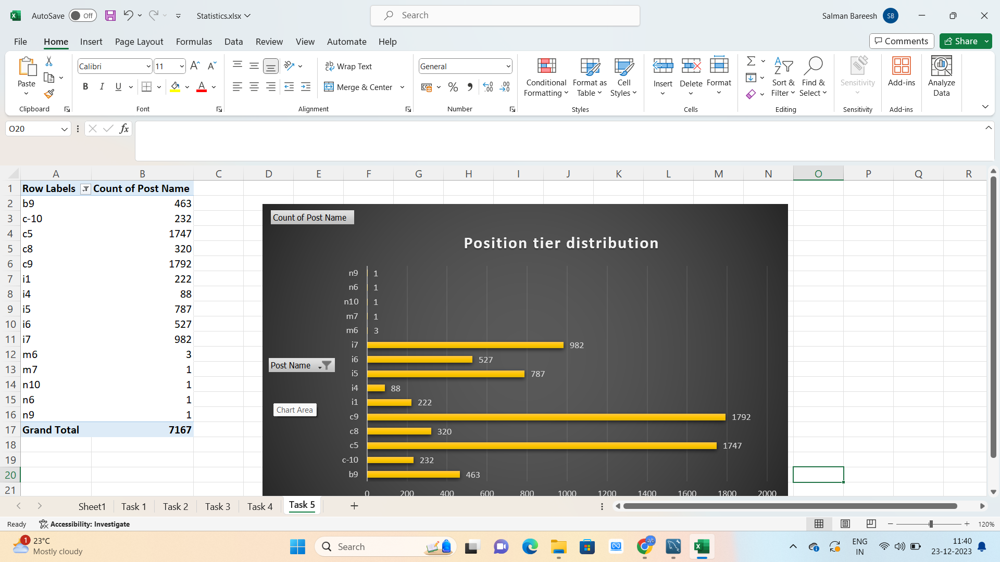 AutoSave Off Statistics.xlsx Search Salman Bareesh SB
File Home Insert Page Layout Formulas Data Review View Automate Help Comments Share
Paste
Clipboard
Calibri 11
B I U A
Font
ab Wrap Text
Merge & Center
Alignment
General
% 9 .00 .00
Number
Conditional Formatting
Format as Table
Cell Styles
Styles
Insert Delete Format
Cells
Sort & Filter
Find & Select
Editing
Sensitivity
Sensitivity
Add-ins
Add-ins
Analyze Data
O20 fx
A B C D E F G H I J K L M N O P Q R
1 Row Labels Count of Post Name
2 b9 463
3 c-10 232
4 c5 1747
5 c8 320
6 c9 1792
7 i1 222
8 i4 88
9 i5 787
10 i6 527
11 i7 982
12 m6 3
13 m7 1
14 n10 1
15 n6 1
16 n9 1
17 Grand Total 7167
18
19
20
21
Count of Post Name
Position tier distribution
n9 1
n6 1
n10 1
m7 1
m6 3
i7 982
i6 527
i5 787
i4 88
i1 222
c9 1792
c8 320
c5 1747
c-10 232
b9 463
Post Name
Chart Area
0 200 400 600 800 1000 1200 1400 1600 1800 2000
Sheet1 Task 1 Task 2 Task 3 Task 4 Task 5
Ready Accessibility: Investigate 120%
1 23°C
Mostly cloudy
Search
ENG
IN
11:40
23-12-2023